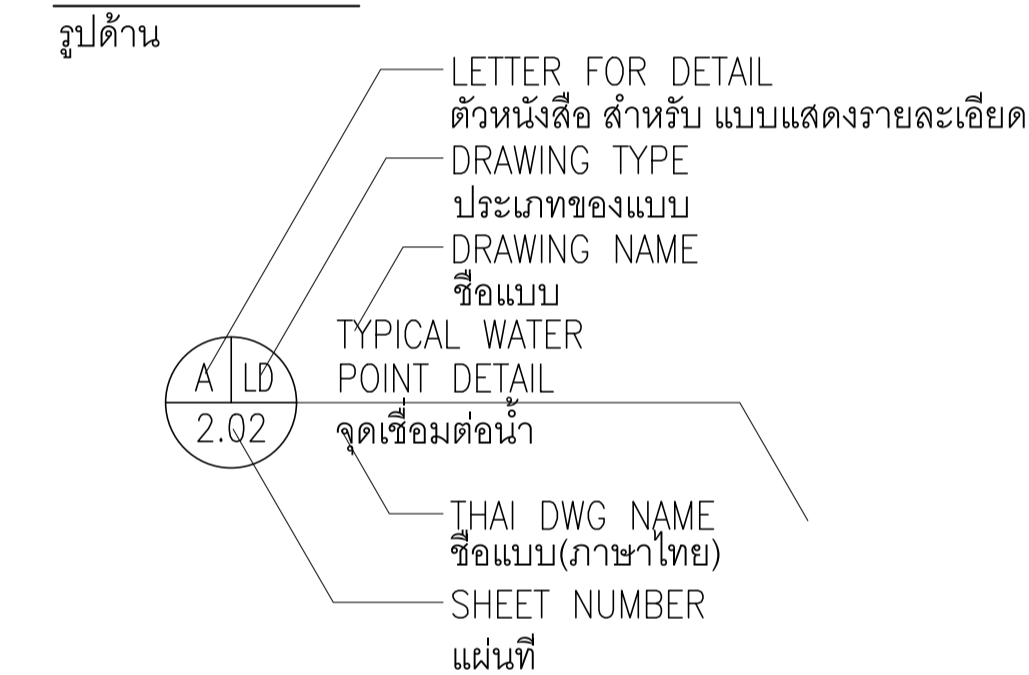 รูปด้าน
LETTER FOR DETAIL
ตัวหนังสือ สำหรับ แบบแสดงรายละเอียด
DRAWING TYPE
ประเภทของแบบ
DRAWING NAME
ชื่อแบบ
TYPICAL WATER
A LD POINT DETAIL
2.02 จุดเชื่อมต่อน้ำ
THAI DWG NAME
ชื่อแบบ(ภาษาไทย)
SHEET NUMBER
แผ่นที่